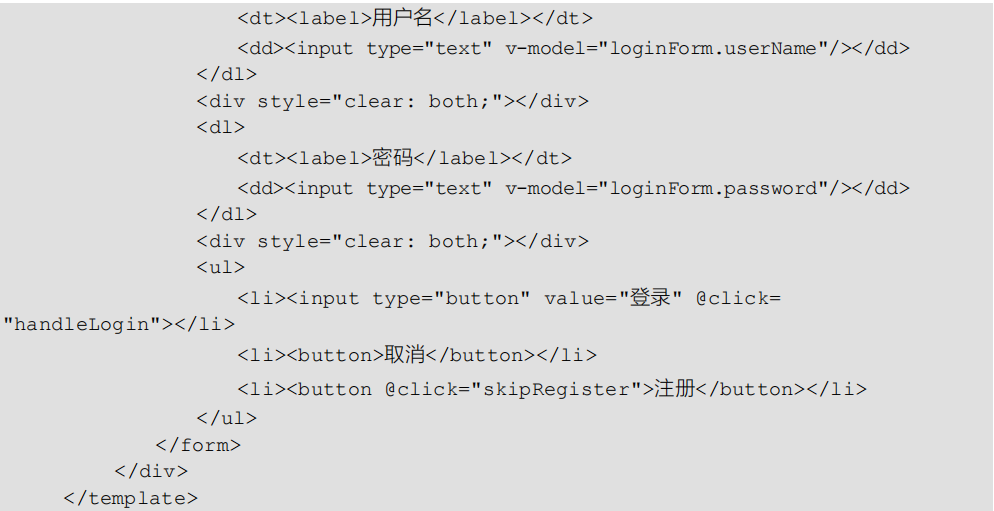 <dt><label>用户名</label></dt>
<dd><input type="text" v-model="loginForm.userName"/></dd>
</dl>
<div style="clear: both;"></div>
<dl>
<dt><label>密码</label></dt>
<dd><input type="text" v-model="loginForm.password"/></dd>
</dl>
<div style="clear: both;"></div>
<ul>
<li><input type="button" value="登录" @click=
"handleLogin"></li>
<li><button>取消</button></li>
<li><button @click="skipRegister">注册</button></li>
</ul>
</form>
</div>
</template>